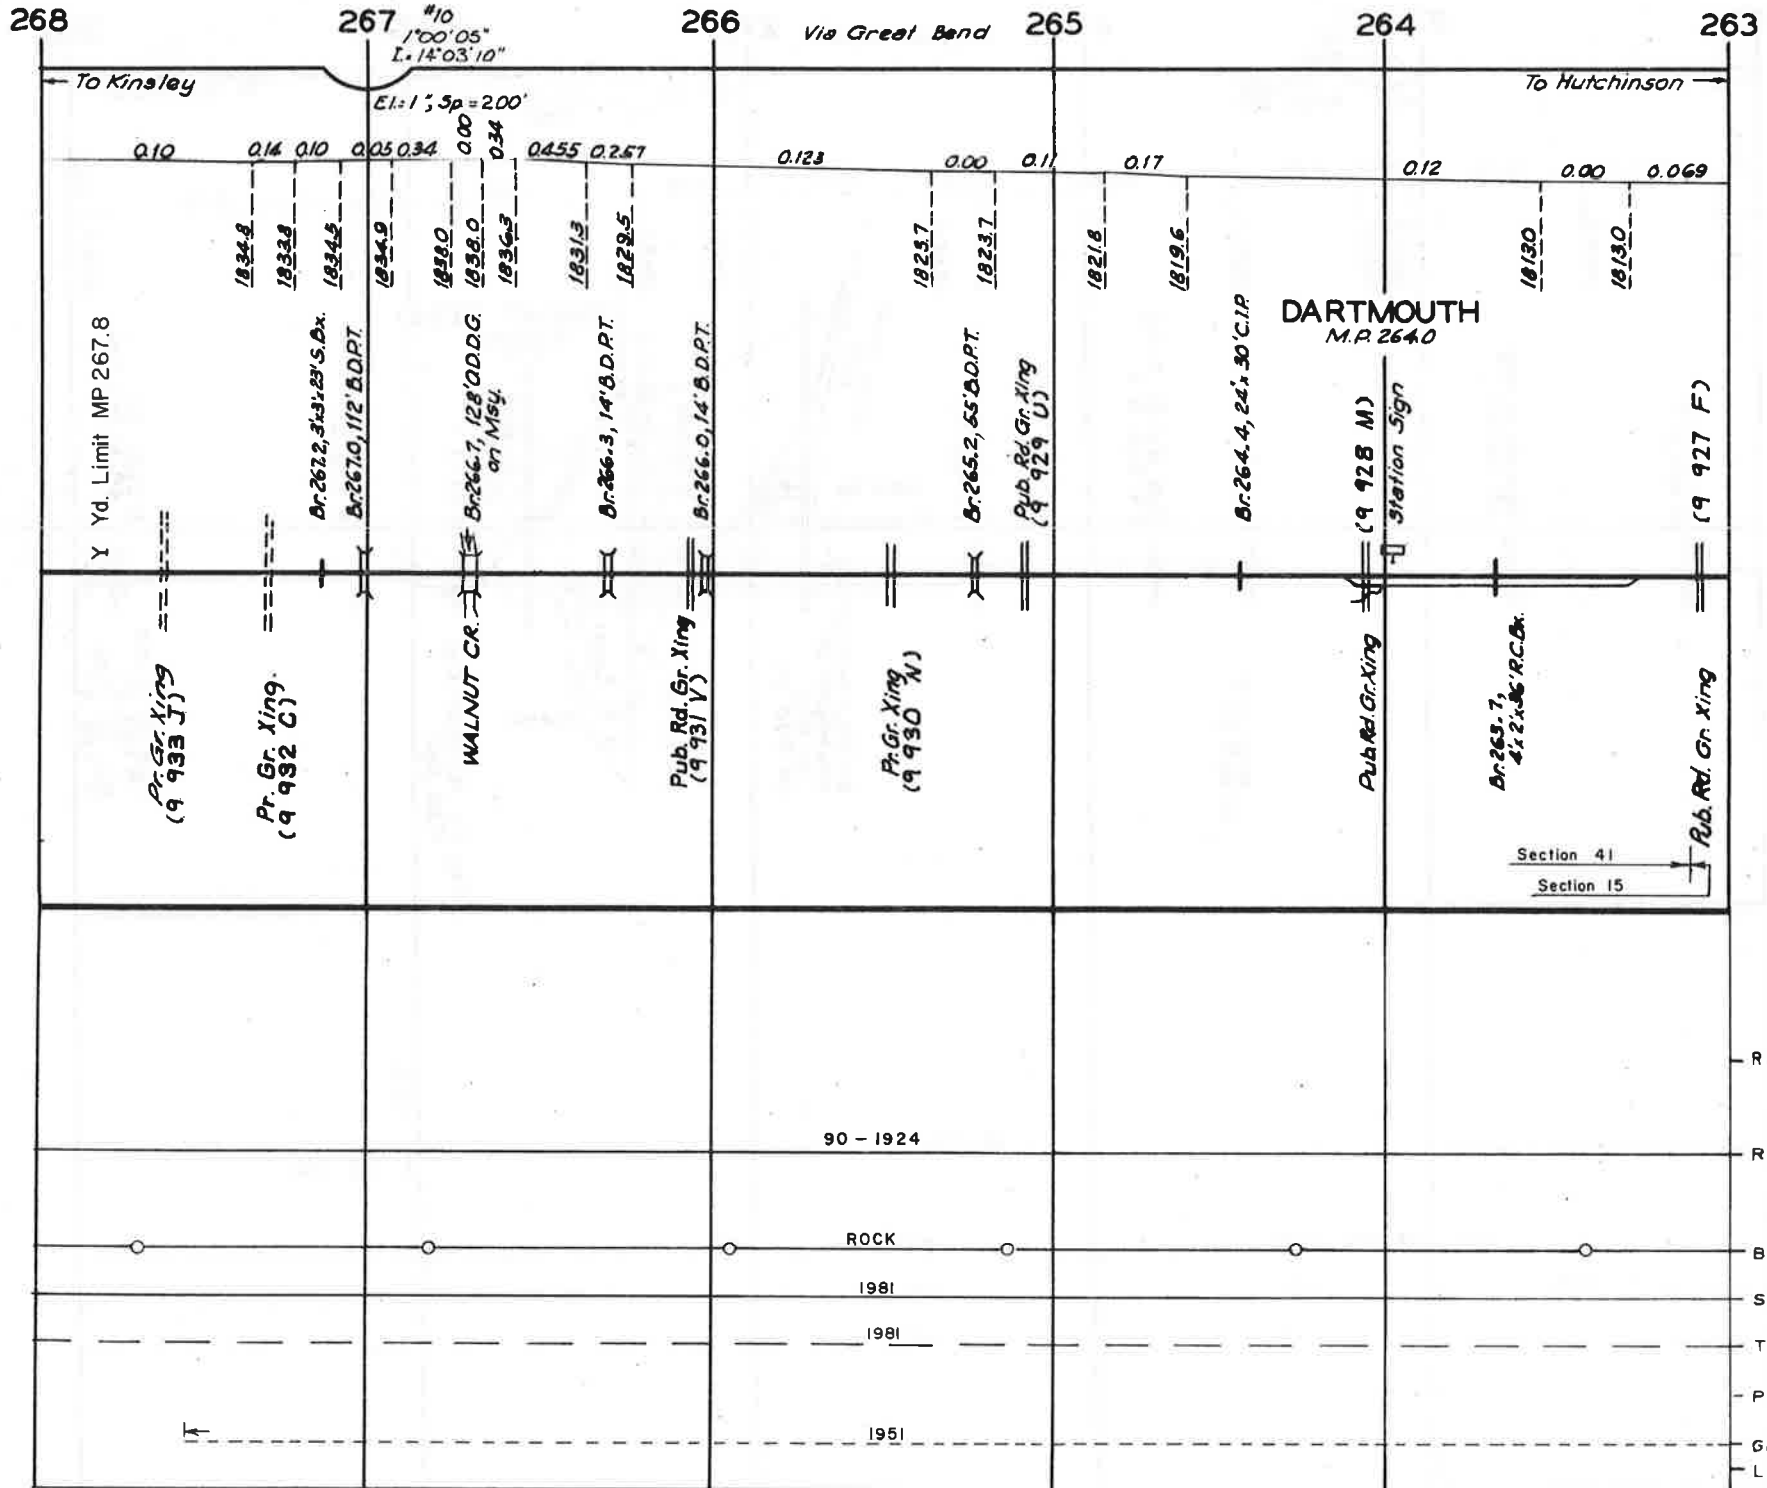 268
267
266
265
264
263
#10
1°00'05"
I.=14°03'10"
Via Great Bend
To Kinsley
To Hutchinson
El.=1", Sp=200'
0.10
0.14
0.10
0.05
0.34
0.00
0.34
0.455
0.257
0.123
0.00
0.11
0.17
0.12
0.00
0.069
1834.8
1833.8
1834.5
1834.9
1838.0
1838.0
1836.3
1831.3
1829.5
1823.7
1823.7
1821.8
1819.6
1813.0
1813.0
DARTMOUTH
M.P. 264.0
Y Yd. Limit MP 267.8
Br.267.2, 3'x3'x23' S.Bx.
Br.267.0, 112' B.D.P.T.
Br.266.7, 128' O.D.D.G.
on Msy.
Br.266.3, 14' B.D.P.T.
Br.266.0, 14' B.D.P.T.
Br.265.2, 55' B.D.P.T.
Pub. Rd. Gr. Xing
(9 929 U)
Br.264.4, 24"x30' C.I.P.
(9 928 M)
Station Sign
(9 927 F)
Pr. Gr. Xing
(9 933 J)
Pr. Gr. Xing.
(9 932 C)
WALNUT CR.
Pub. Rd. Gr. Xing
(9 931 V)
Pr. Gr. Xing
(9 930 N)
Pub. Rd. Gr. Xing
Br.263.7,
4'x2'x36' R.C.Bx.
Pub. Rd. Gr. Xing
Section 41
Section 15
R
90 - 1924
R
ROCK
B
1981
S
1981
T
P
1951
G
L